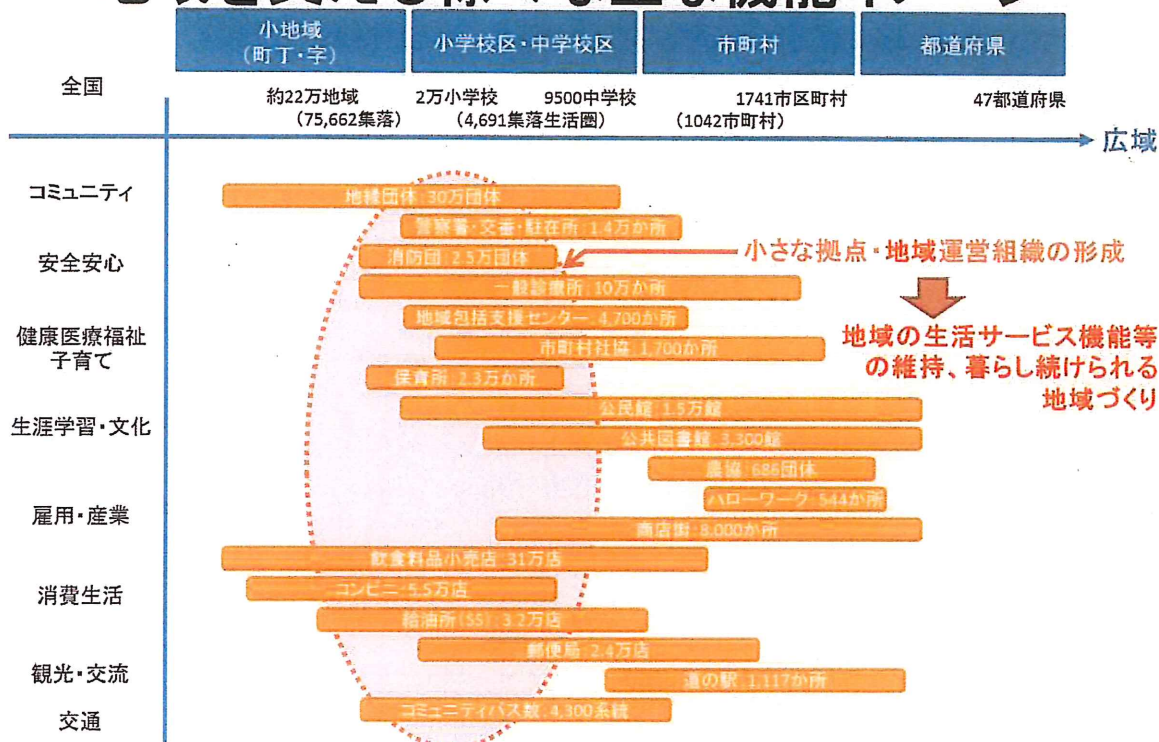 小地域
(町丁・字)
小学校区・中学校区
市町村
都道府県
全国
約22万地域
(75,662集落)
2万小学校
9500中学校
(4,691集落生活圏)
1741市区町村
(1042市町村)
47都道府県
広域
コミュニティ
地縁団体:30万団体
警察署・交番・駐在所:1.4万か所
安全安心
消防団:2.5万団体
小さな拠点・地域運営組織の形成
一般診療所:10万か所
地域包括支援センター:4,700か所
健康医療福祉
子育て
市町村社協:1,700か所
地域の生活サービス機能等
の維持、暮らし続けられる
地域づくり
保育所:2.3万か所
公民館:1.5万館
生涯学習・文化
公共図書館:3,300館
農協:686団体
ハローワーク:544か所
雇用・産業
商店街:8,000か所
飲食料品小売店:31万店
コンビニ:5.5万店
消費生活
給油所(SS):3.2万店
郵便局:2.4万店
観光・交流
道の駅:1,117か所
コミュニティバス数:4,300系統
交通